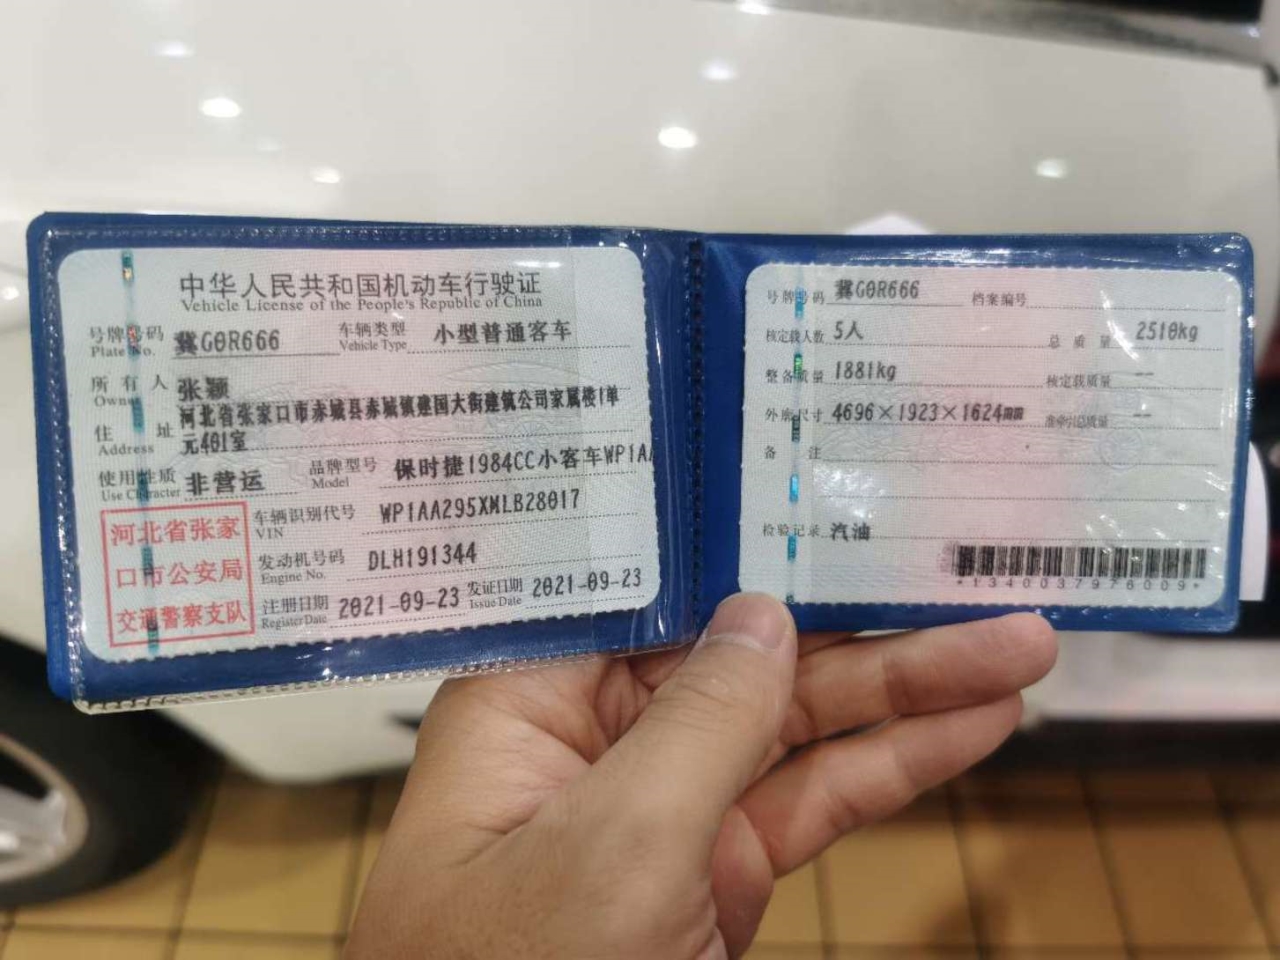 中华人民共和国机动车行驶证
Vehicle License of the People's Republic of China
号牌号码 冀G0R666 车辆类型 小型普通客车
Plate No. Vehicle Type
所有人 张颖
Owner
住址 河北省张家口市赤城县赤城镇建国大街建筑公司家属楼1单
Address 元401室
使用性质 非营运 品牌型号 保时捷1984CC小客车WP1A
Use Character Model
河北省张家
口市公安局
交通警察支队
车辆识别代号 WP1AA295XMLB28017
VIN
发动机号码 DLH191344
Engine No.
注册日期 2021-09-23 发证日期 2021-09-23
Register Date Issue Date
号牌号码 冀G0R666 档案编号
核定载人数 5人 总质量 2510kg
整备质量 1881kg 核定载质量 —
外廓尺寸 4696×1923×1624mm 准牵引总质量 —
备注
检验记录 汽油
*1340037976009*